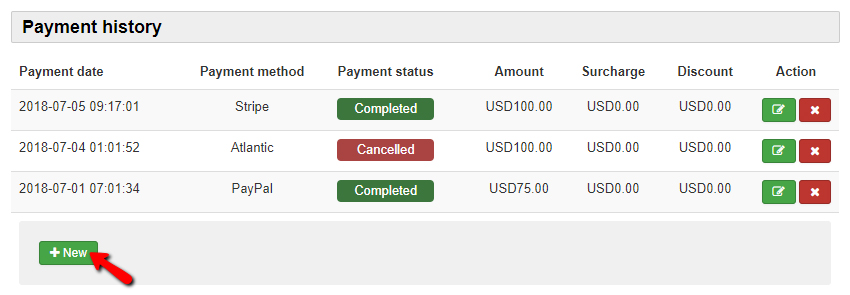 Payment history
Payment date Payment method Payment status Amount Surcharge Discount Action
2018-07-05 09:17:01 Stripe Completed USD100.00 USD0.00 USD0.00
2018-07-04 01:01:52 Atlantic Cancelled USD100.00 USD0.00 USD0.00
2018-07-01 07:01:34 PayPal Completed USD75.00 USD0.00 USD0.00
+ New